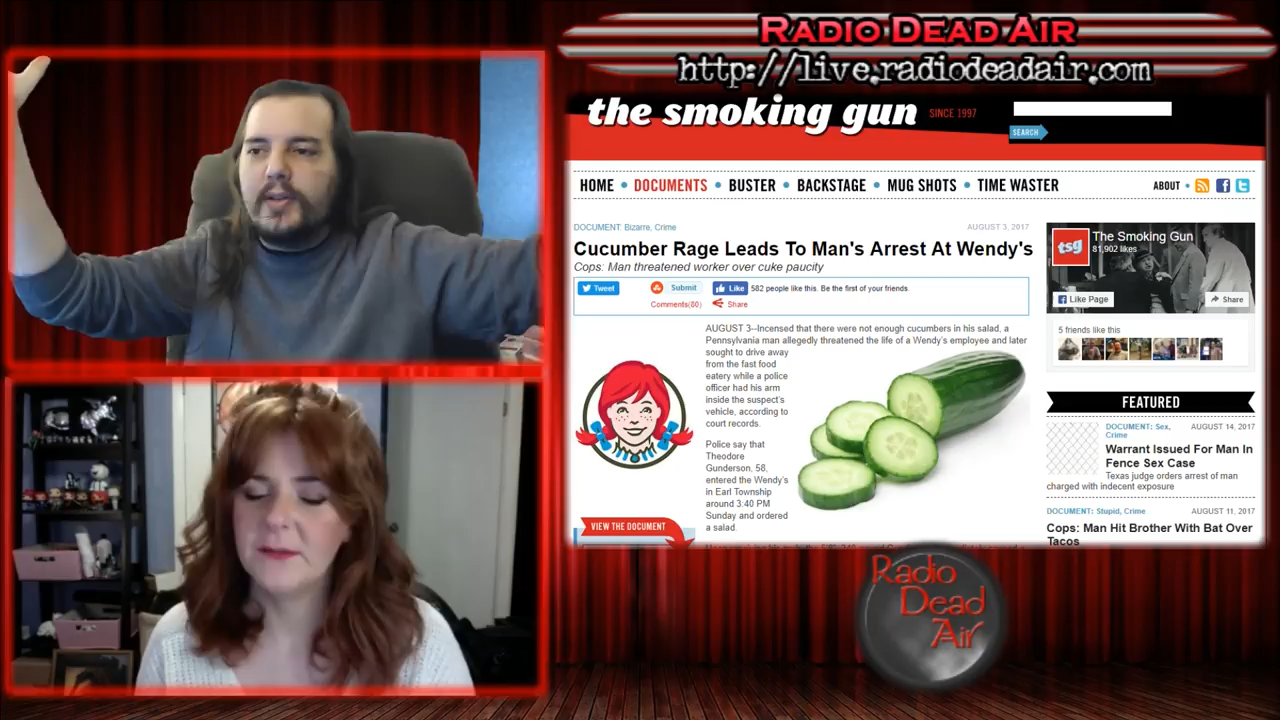 Radio Dead Air
http://live.radiodeadair.com
the smoking gun
SINCE 1997
SEARCH
HOME • DOCUMENTS • BUSTER • BACKSTAGE • MUG SHOTS • TIME WASTER
ABOUT •
DOCUMENT Bizarre, Crime
AUGUST 3, 2017
Cucumber Rage Leads To Man's Arrest At Wendy's
Cops: Man threatened worker over cuke paucity
Tweet
Submit
Like
582 people like this. Be the first of your friends.
Comments(80)
Share
AUGUST 3--Incensed that there were not enough cucumbers in his salad, a
Pennsylvania man allegedly threatened the life of a Wendy's employee and later
sought to drive away
from the fast food
eatery while a police
officer had his arm
inside the suspect's
vehicle, according to
court records.
Police say that
Theodore
Gunderson, 58,
entered the Wendy's
in Earl Township
around 3:40 PM
Sunday and ordered
a salad.
VIEW THE DOCUMENT
tsg
The Smoking Gun
81,902 likes
Like Page
Share
5 friends like this
FEATURED
DOCUMENT: Sex,
Crime
AUGUST 14, 2017
Warrant Issued For Man In
Fence Sex Case
Texas judge orders arrest of man
charged with indecent exposure
DOCUMENT: Stupid, Crime
AUGUST 11, 2017
Cops: Man Hit Brother With Bat Over
Tacos
Radio
Dead
Air